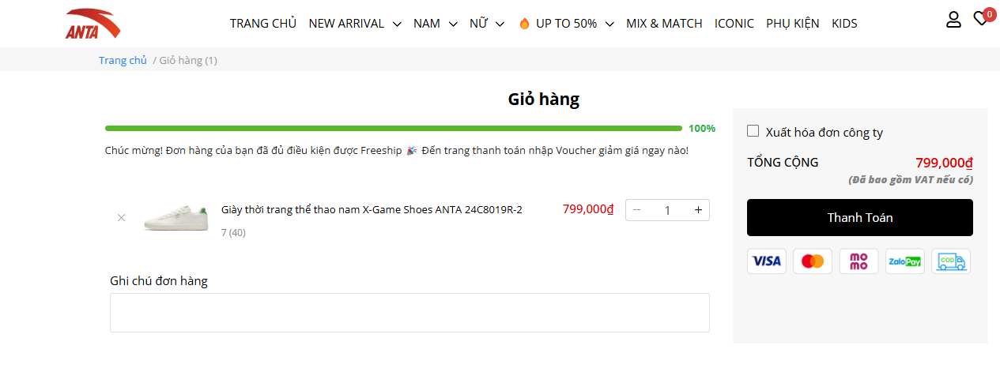 ANTA
TRANG CHỦ NEW ARRIVAL NAM NỮ UP TO 50% MIX & MATCH ICONIC PHỤ KIỆN KIDS
0
Trang chủ / Giỏ hàng (1)
Giỏ hàng
100%
Chúc mừng! Đơn hàng của bạn đã đủ điều kiện được Freeship 🎉 Đến trang thanh toán nhập Voucher giảm giá ngay nào!
Giày thời trang thể thao nam X-Game Shoes ANTA 24C8019R-2 799,000₫ − 1 +
7 (40)
Ghi chú đơn hàng
Xuất hóa đơn công ty
TỔNG CỘNG 799,000₫
(Đã bao gồm VAT nếu có)
Thanh Toán
VISA mo mo Zalo Pay COD